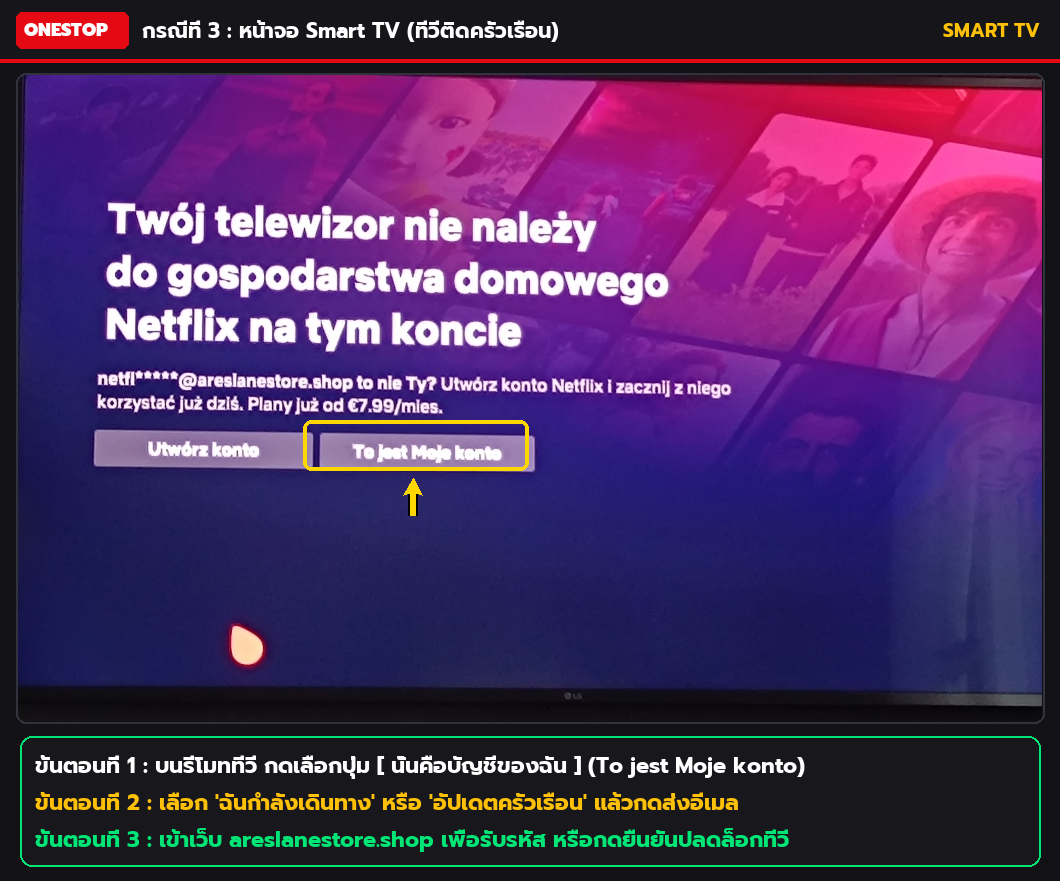 ONESTOP
กรณีที่ 3 : หน้าจอ Smart TV (ทีวีติดครัวเรือน)
SMART TV
Twój telewizor nie należy
do gospodarstwa domowego
Netflix na tym koncie
netfl*****@areslanestore.shop to nie Ty? Utwórz konto Netflix i zacznij z niego
korzystać już dziś. Plany już od €7.99/mies.
Utwórz konto
To jest Moje konto
LG
ขั้นตอนที่ 1 : บนรีโมททีวี กดเลือกปุ่ม [ นั่นคือบัญชีของฉัน ] (To jest Moje konto)
ขั้นตอนที่ 2 : เลือก 'ฉันกำลังเดินทาง' หรือ 'อัปเดตครัวเรือน' แล้วกดส่งอีเมล
ขั้นตอนที่ 3 : เข้าเว็บ areslanestore.shop เพื่อรับรหัส หรือกดยืนยันปลดล็อกทีวี